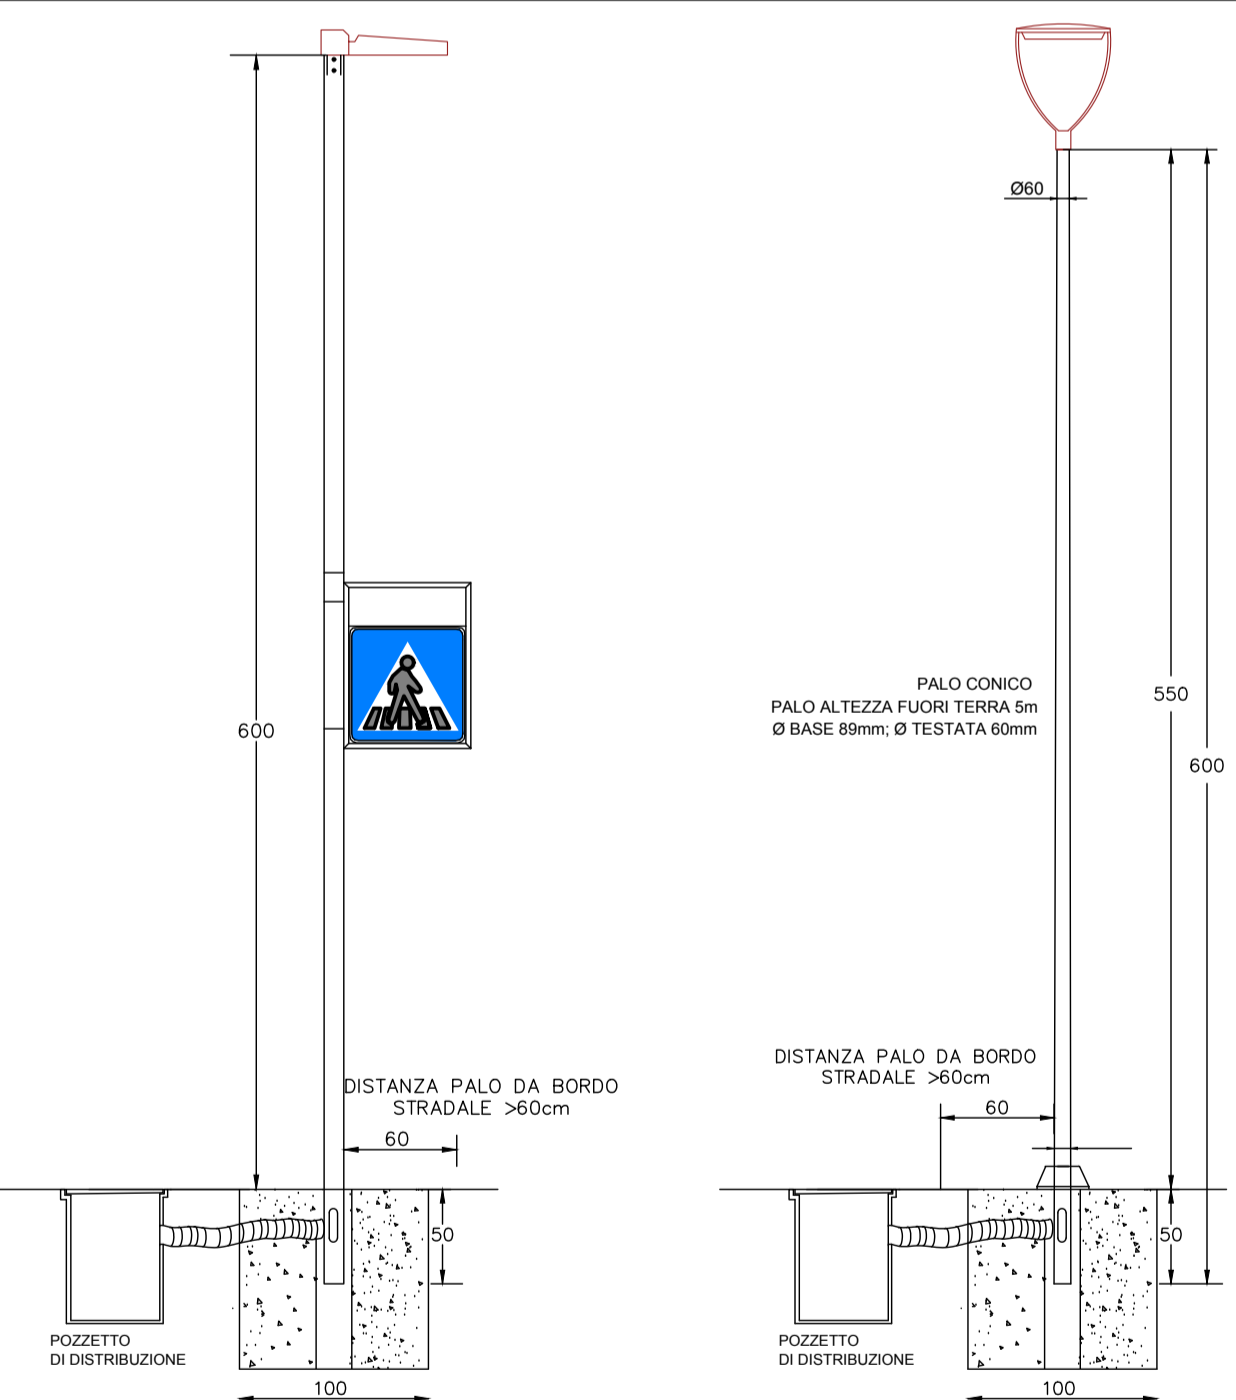 Ø60
600
PALO CONICO
PALO ALTEZZA FUORI TERRA 5m
Ø BASE 89mm; Ø TESTATA 60mm
550
600
DISTANZA PALO DA BORDO
STRADALE >60cm
60
DISTANZA PALO DA BORDO
STRADALE >60cm
60
50
50
POZZETTO
DI DISTRIBUZIONE
POZZETTO
DI DISTRIBUZIONE
100
100